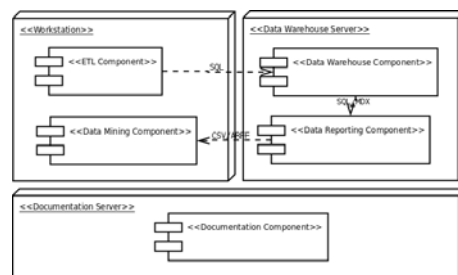 <<Workstation>>
<<Data Warehouse Server>>
<<ETL Component>>
SQL
<<Data Warehouse Component>>
SQL/MDX
<<Data Mining Component>>
CSV/ARFF
<<Data Reporting Component>>
<<Documentation Server>>
<<Documentation Component>>